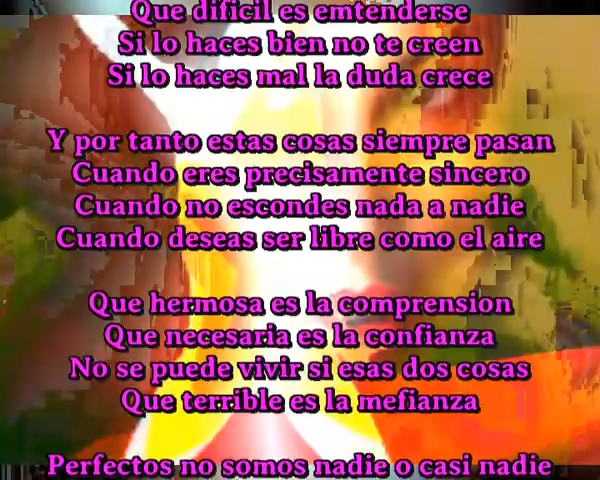 Que dificil es emtenderse
Si lo haces bien no te creen
Si lo haces mal la duda crece
Y por tanto estas cosas siempre pasan
Cuando eres precisamente sincero
Cuando no escondes nada a nadie
Cuando deseas ser libre como el aire
Que hermosa es la comprension
Que necesaria es la confianza
No se puede vivir si esas dos cosas
Que terrible es la mefianza
Perfectos no somos nadie o casi nadie